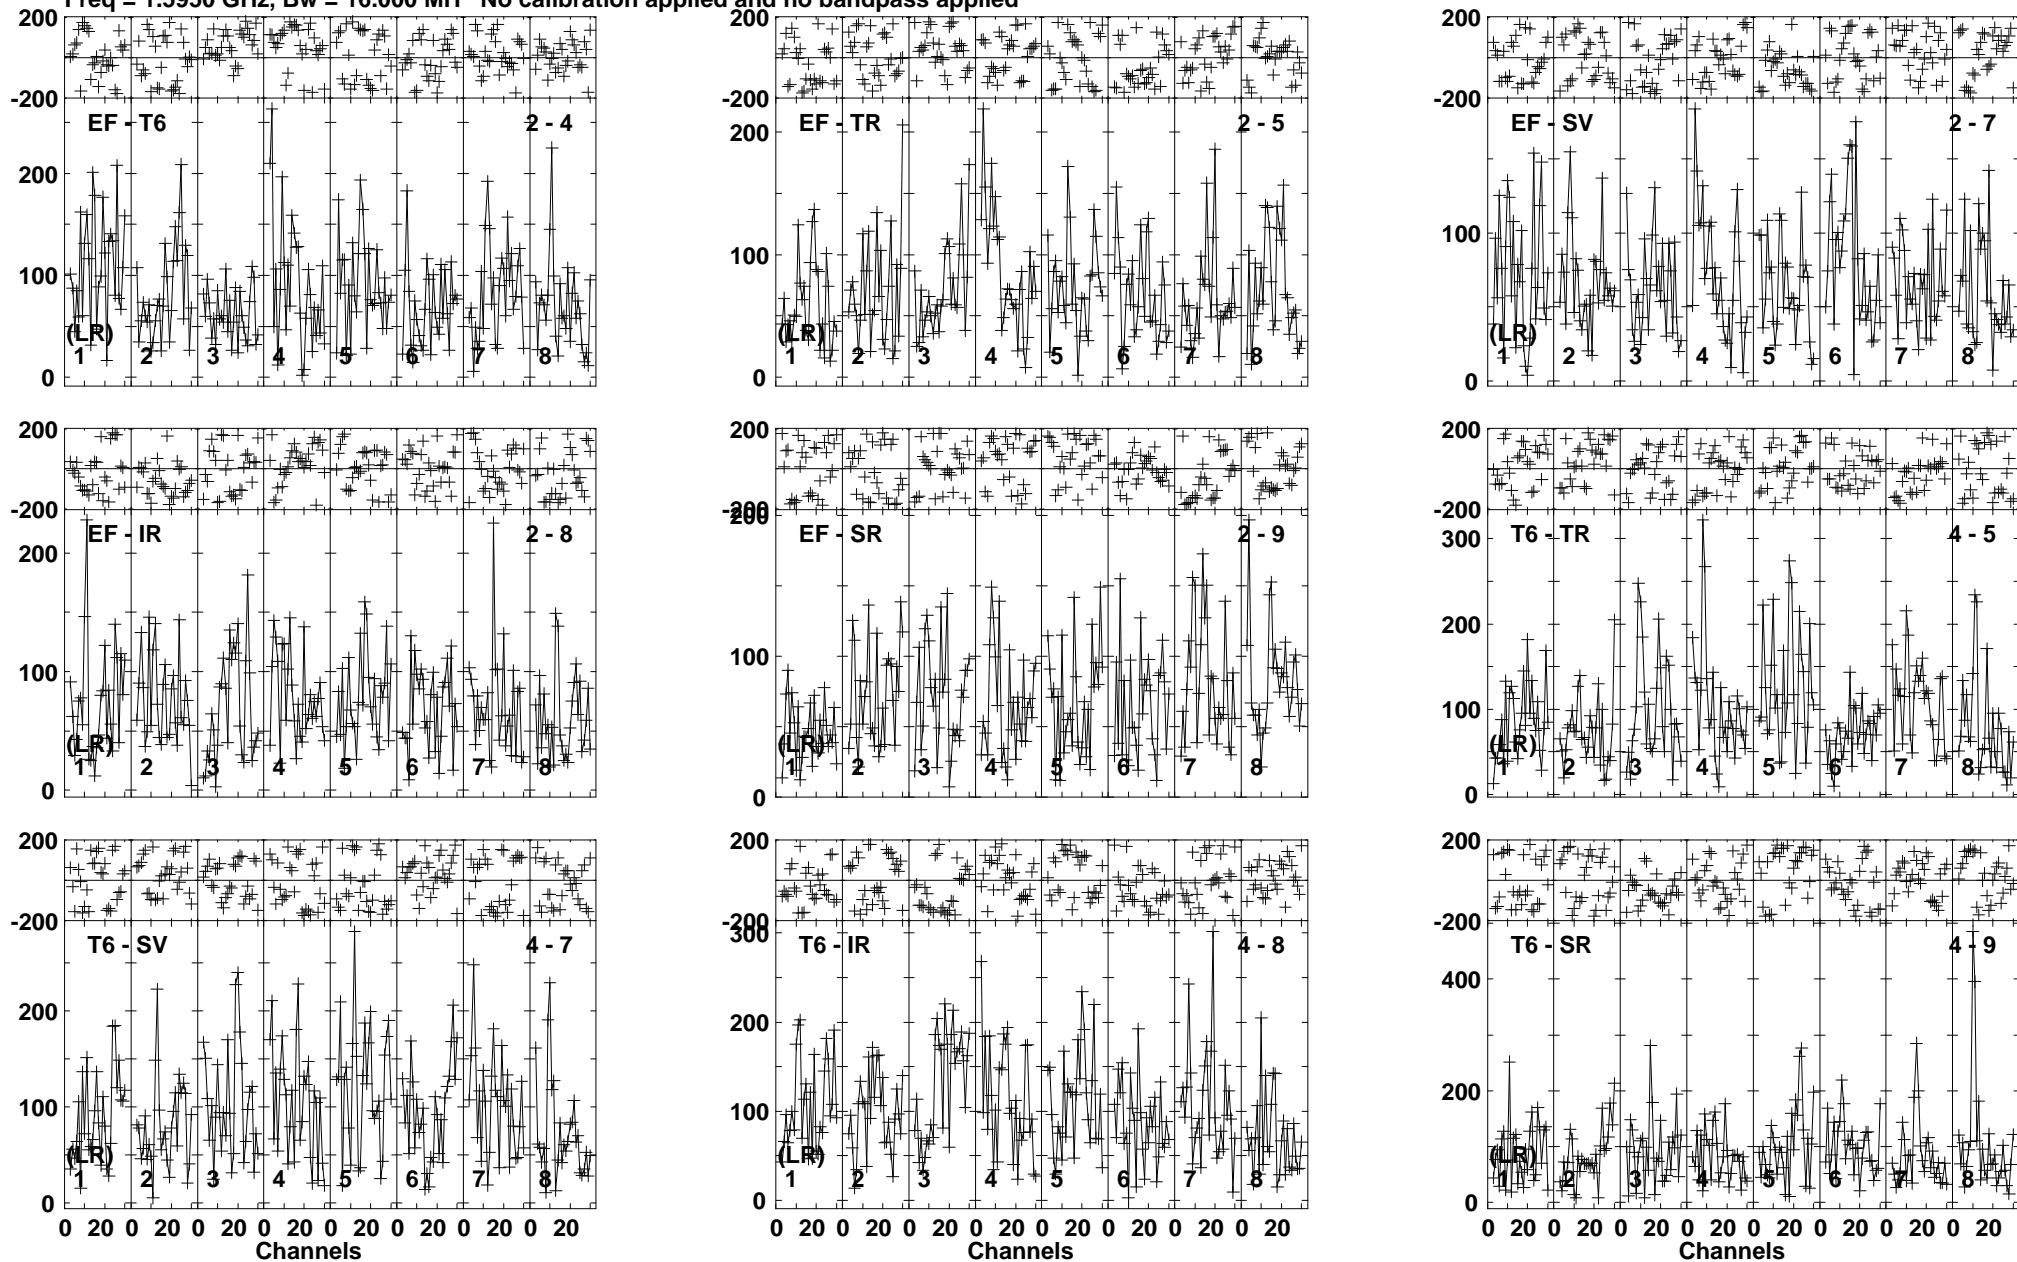 Freq = 1.5950 GHz, Bw = 16.000 MH No calibration applied and no bandpass applied
200 200 200
-200 -200 -200
EF - T6 2 - 4 EF - TR 2 - 5 EF - SV 2 - 7
200 200
100 100 100
(LR) (LR) (LR)
1 2 3 4 5 6 7 8 1 2 3 4 5 6 7 8 1 2 3 4 5 6 7 8
0 0 0
200 200 200
-200 -200 -200
200
EF - IR 2 - 8 EF - SR 2 - 9 T6 - TR 4 - 5
200 300
200
100 100 100
(LR) (LR) (LR)
1 2 3 4 5 6 7 8 1 2 3 4 5 6 7 8 1 2 3 4 5 6 7 8
0 0 0
200 200 200
-200 -200 -200
300
T6 - SV 4 - 7 T6 - IR 4 - 8 T6 - SR 4 - 9
200 200 400
100 100 200
(LR) (LR) (LR)
1 2 3 4 5 6 7 8 1 2 3 4 5 6 7 8 1 2 3 4 5 6 7 8
0 0 0
0 20 0 20 0 20 0 20 0 20 0 20 0 20 0 20 0 20 0 20 0 20 0 20 0 20 0 20 0 20 0 20 0 20 0 20 0 20 0 20 0 20 0 20 0 20 0 20
Channels Channels Channels